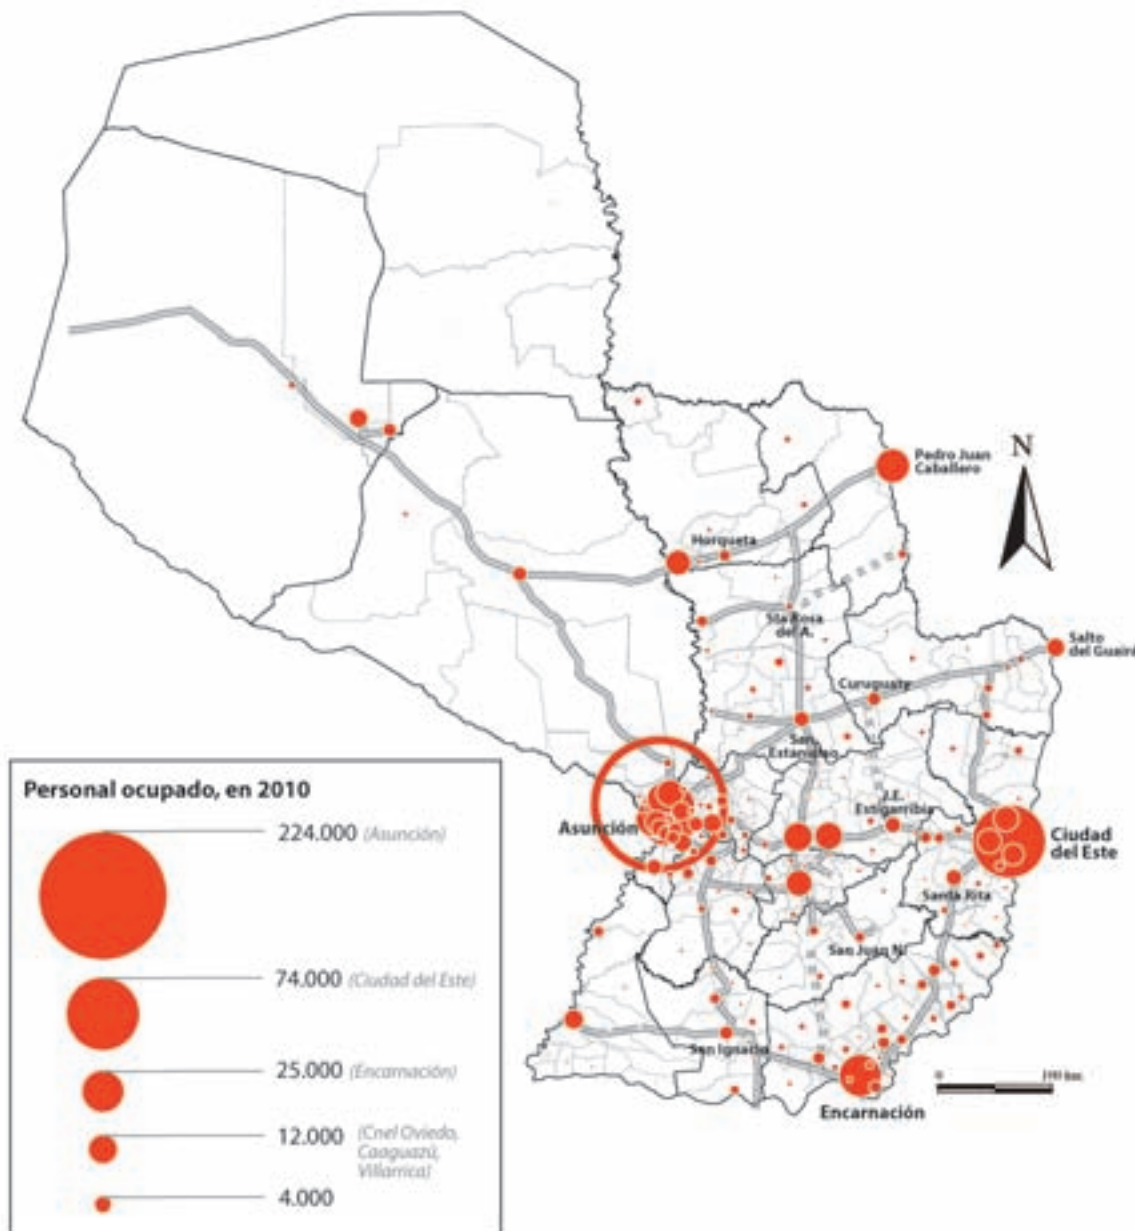 N
Pedro Juan
Caballero
Horqueta
Sta Rosa
del A.
Salto
del Guairá
Curuguaty
San
Estanislao
J.E.
Estigarribia
Asunción
Ciudad
del Este
Santa Rita
San Juan N.
San Ignacio
Encarnación
0
Personal ocupado, en 2010
224.000 (Asunción)
74.000 (Ciudad del Este)
25.000 (Encarnación)
12.000 (Cnel Oviedo,
Caaguazú,
Villarrica)
4.000